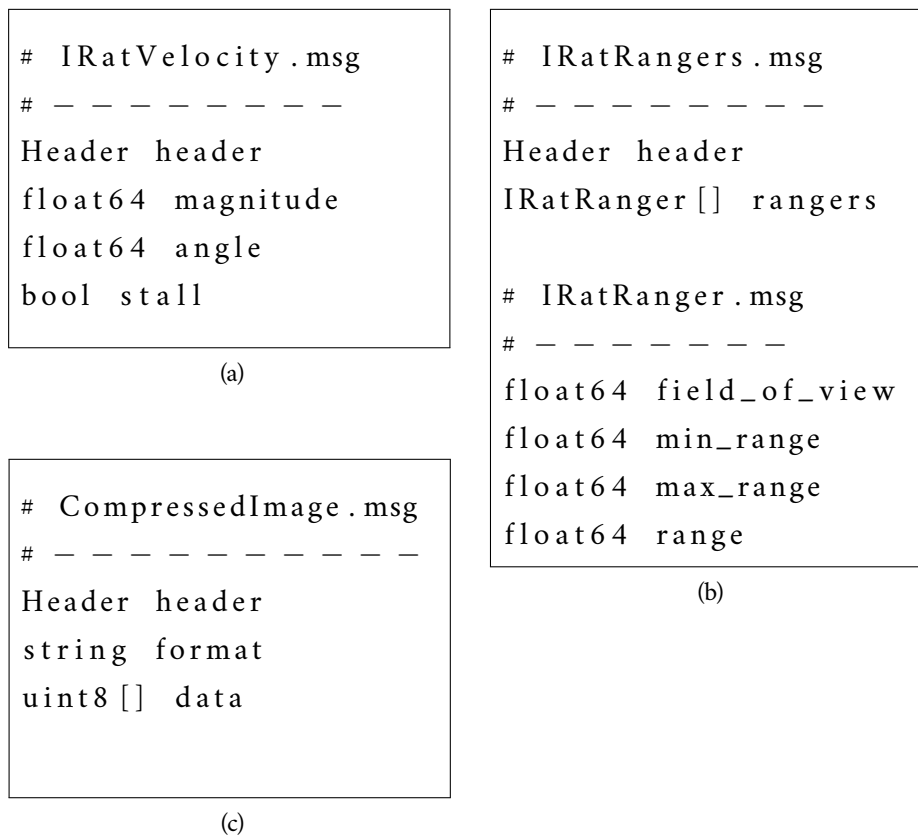 # IRatVelocity.msg
# − − − − − − − −
Header header
float64 magnitude
float64 angle
bool stall
(a)
# CompressedImage.msg
# − − − − − − − − − −
Header header
string format
uint8[] data
(c)
# IRatRangers.msg
# − − − − − − − −
Header header
IRatRanger[] rangers
# IRatRanger.msg
# − − − − − − −
float64 field_of_view
float64 min_range
float64 max_range
float64 range
(b)